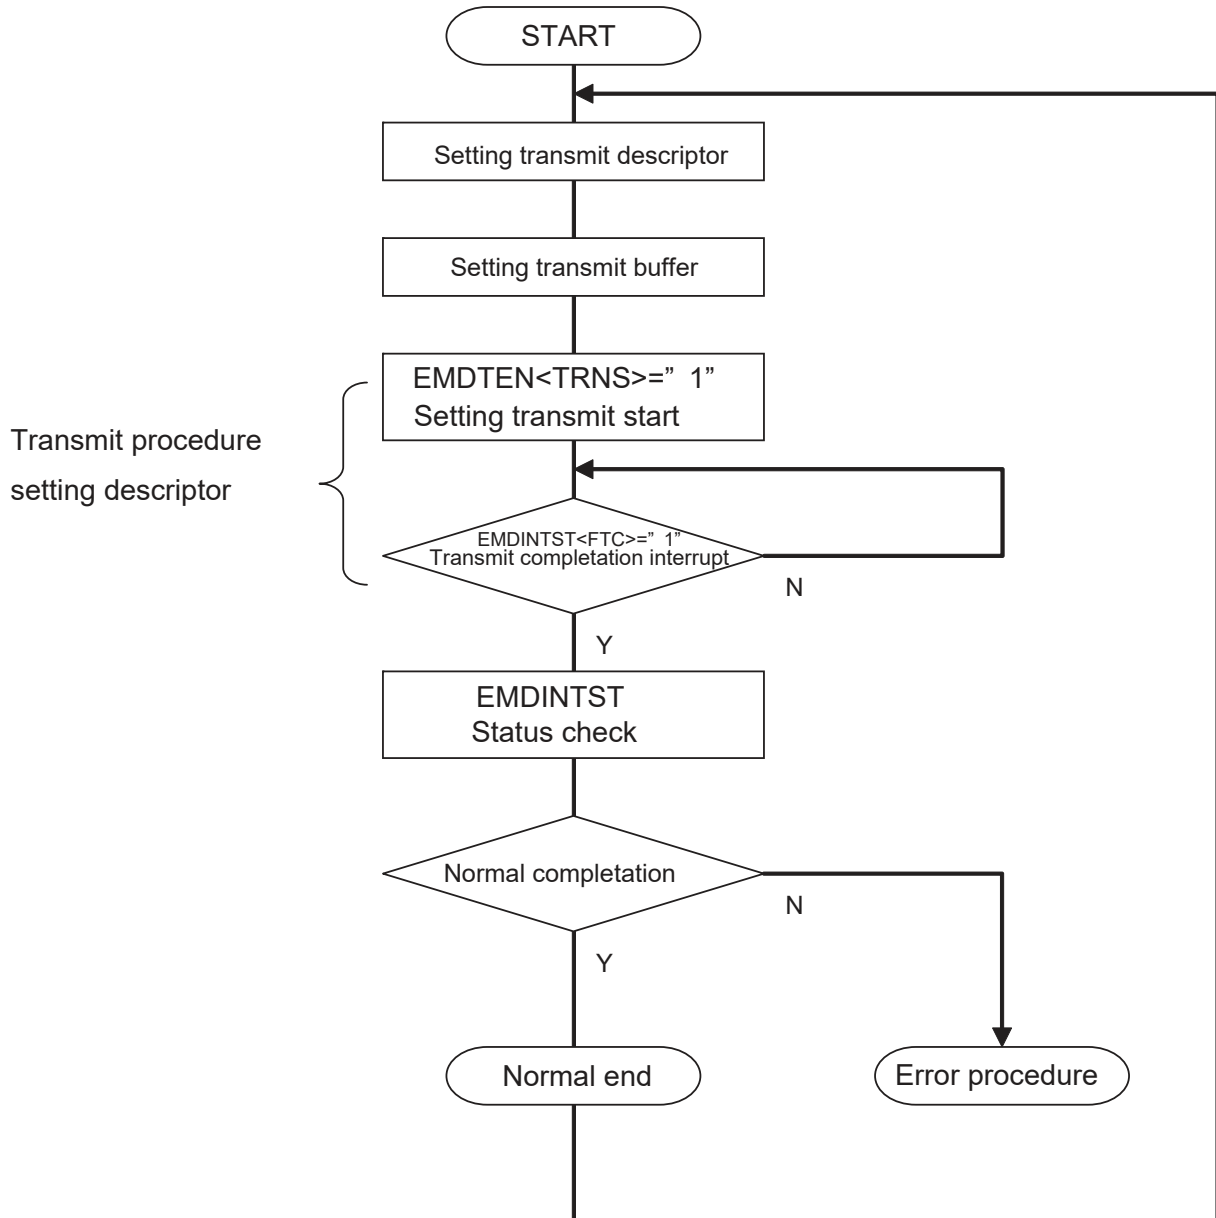 START
Setting transmit descriptor
Setting transmit buffer
EMDTEN<TRNS>=” 1”
Setting transmit start
Transmit procedure
setting descriptor
EMDINTST<FTC>=” 1”
Transmit completation interrupt
N
Y
EMDINTST
Status check
Normal completation
N
Y
Normal end
Error procedure